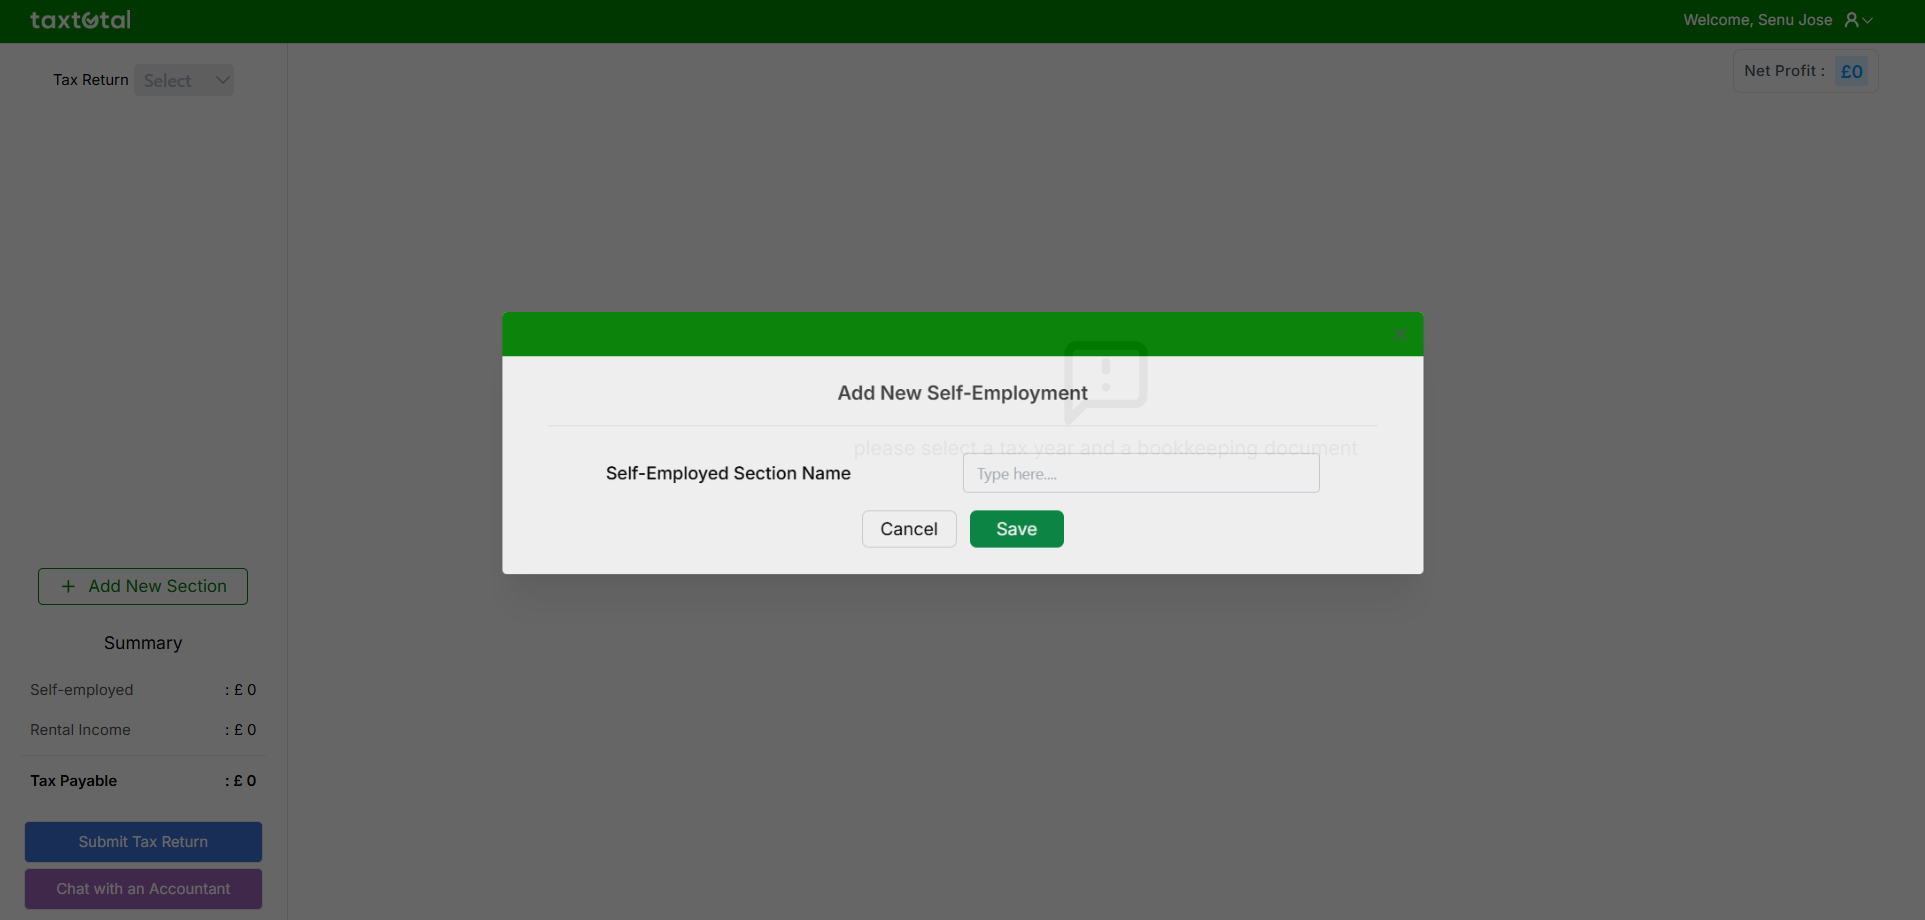 taxtotal
Welcome, Senu Jose
Tax Return Select
Net Profit : £0
Add New Self-Employment
please select a tax year and a bookkeeping document
Self-Employed Section Name
Type here....
Cancel
Save
+ Add New Section
Summary
Self-employed : £ 0
Rental Income : £ 0
Tax Payable : £ 0
Submit Tax Return
Chat with an Accountant